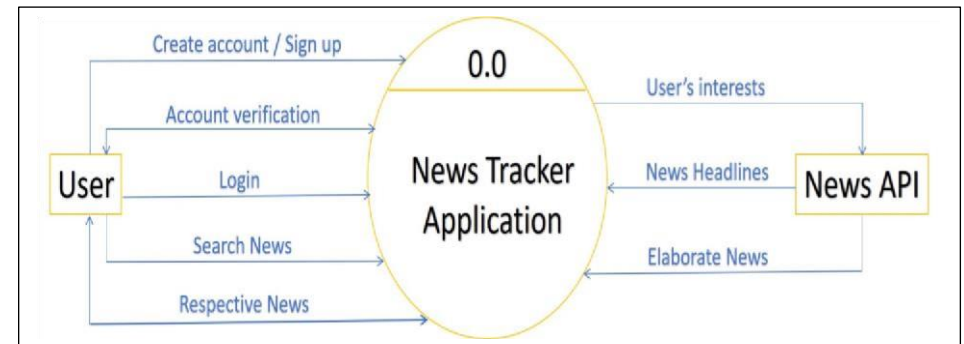 Create account / Sign up
0.0
User's interests
Account verification
User
Login
News Tracker
Application
News Headlines
News API
Search News
Elaborate News
Respective News